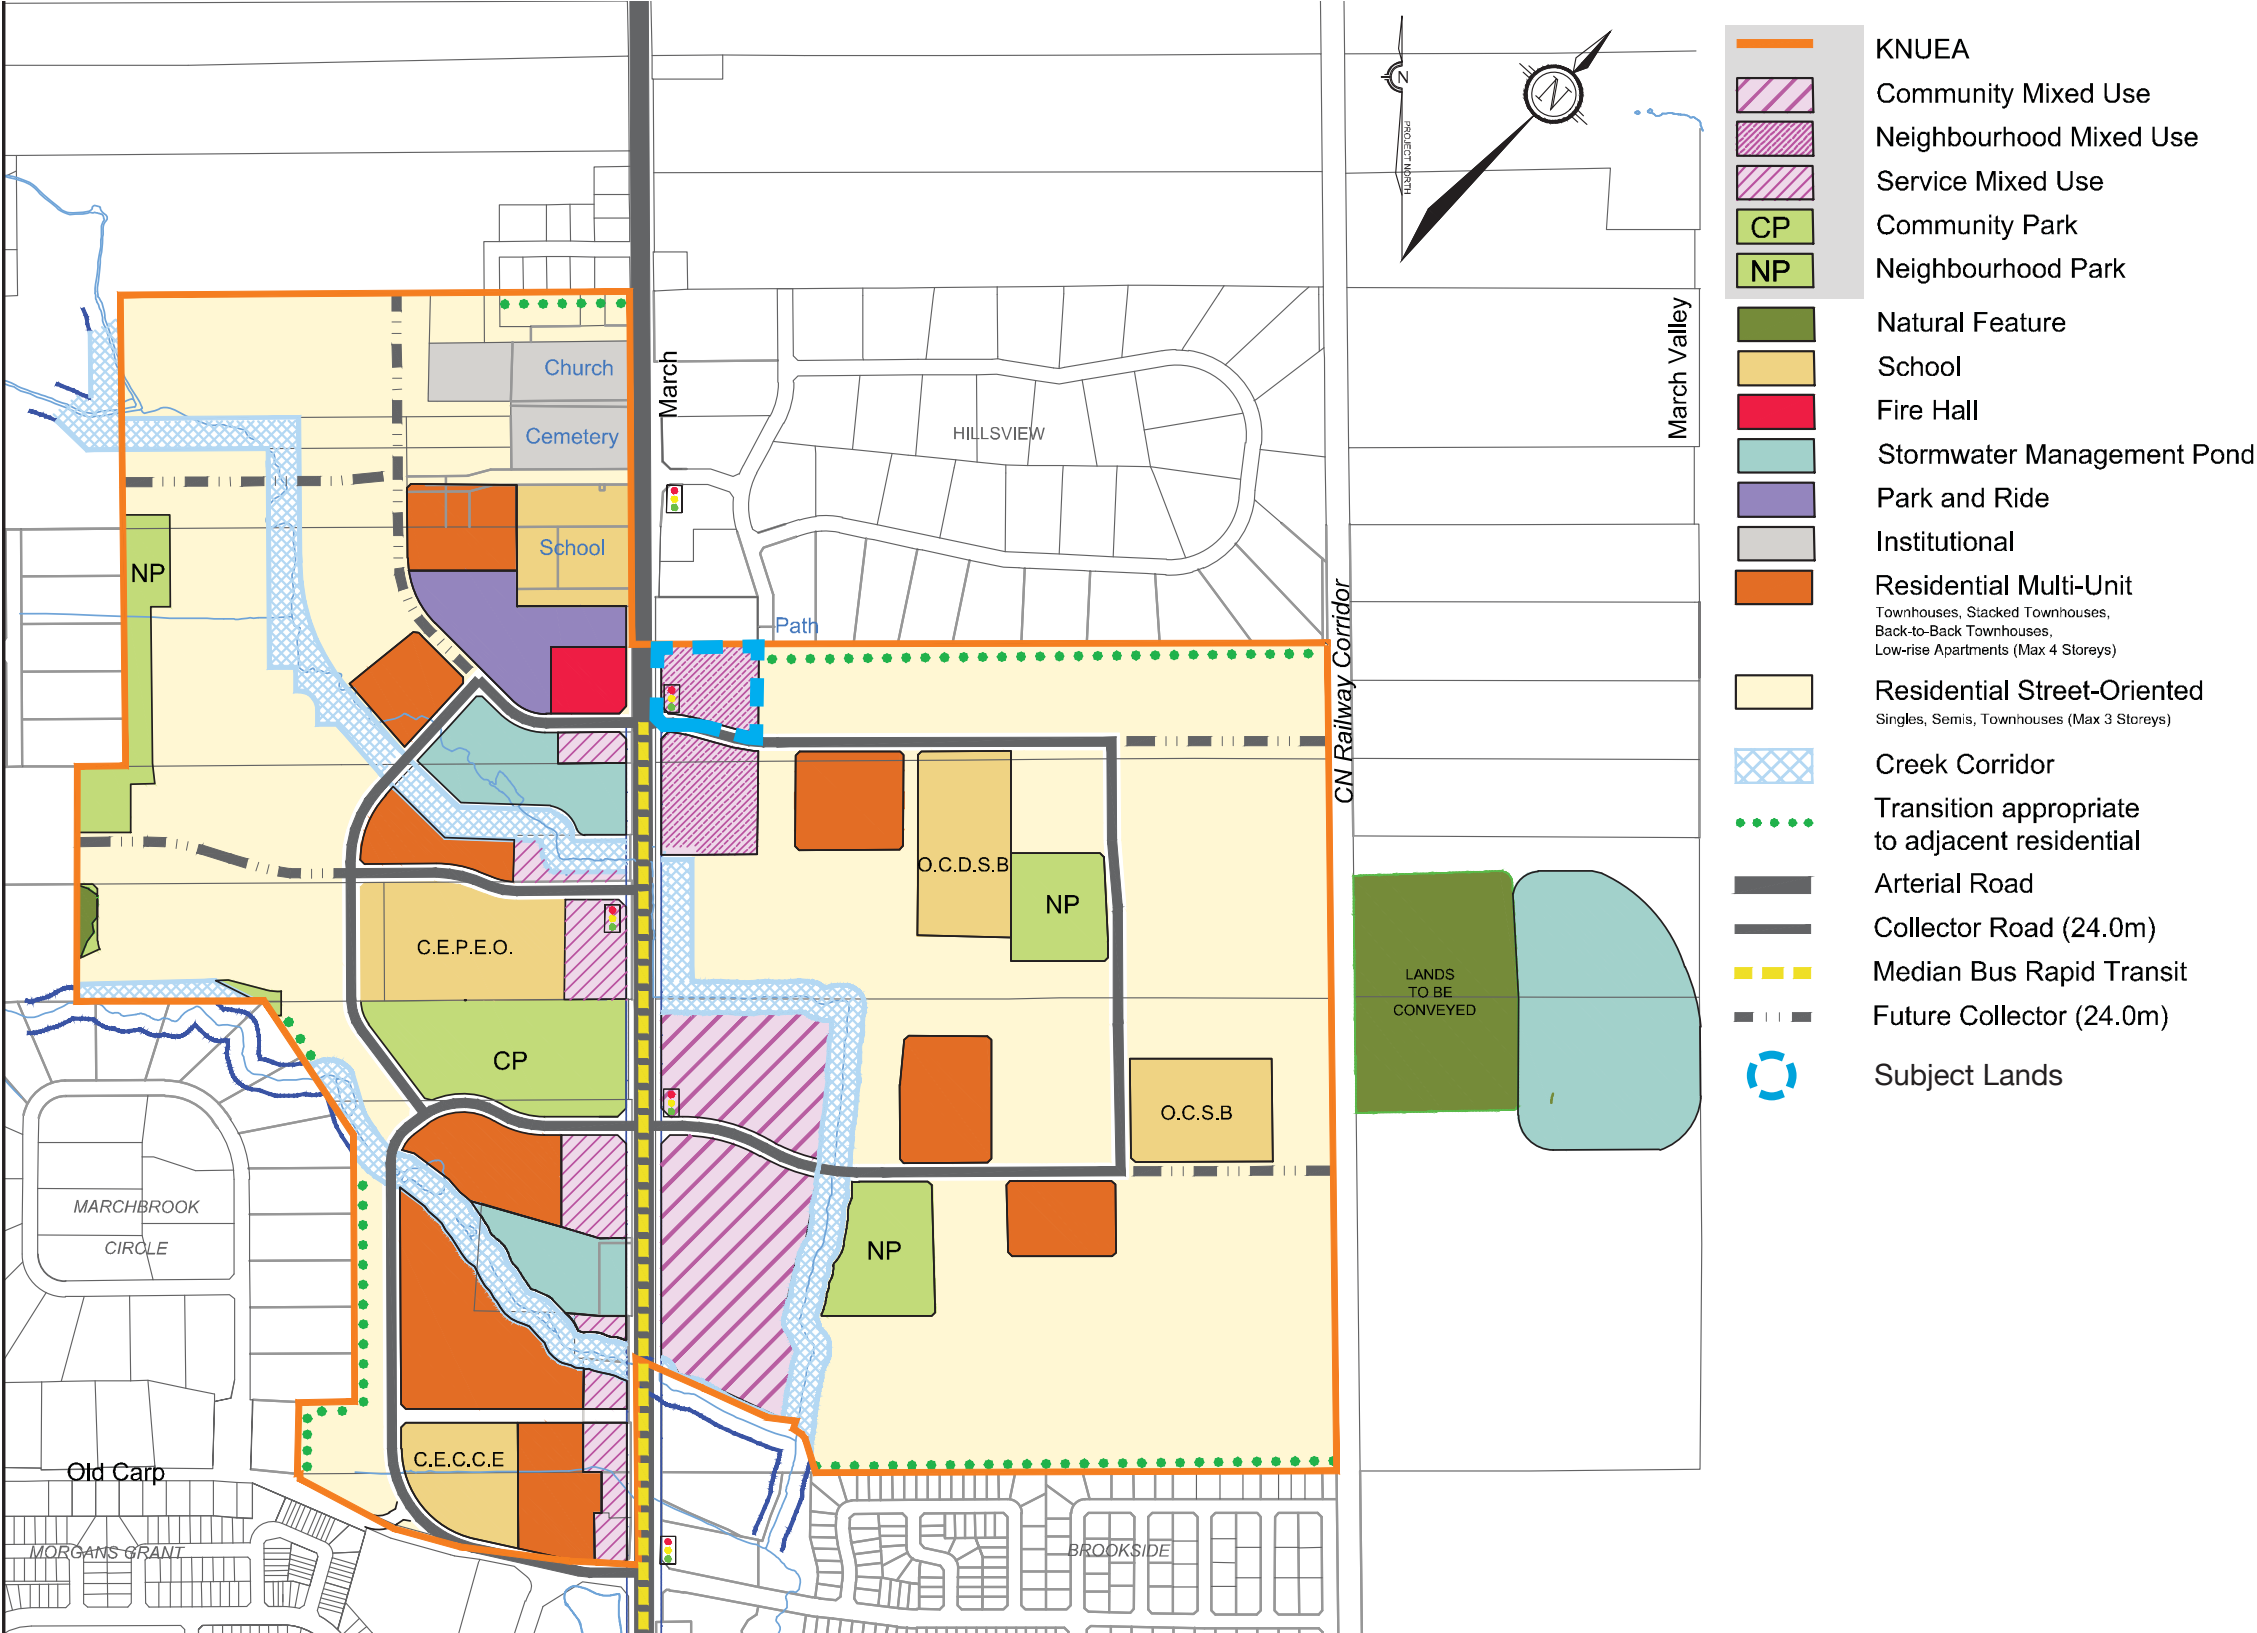 KNUEA
Community Mixed Use
Neighbourhood Mixed Use
Service Mixed Use
CP
Community Park
NP
Neighbourhood Park
Natural Feature
School
Fire Hall
Stormwater Management Pond
Park and Ride
Institutional
Residential Multi-Unit
Townhouses, Stacked Townhouses,
Back-to-Back Townhouses,
Low-rise Apartments (Max 4 Storeys)
Residential Street-Oriented
Singles, Semis, Townhouses (Max 3 Storeys)
Creek Corridor
Transition appropriate
to adjacent residential
Arterial Road
Collector Road (24.0m)
Median Bus Rapid Transit
Future Collector (24.0m)
Subject Lands
N
PROJECT NORTH
N
March Valley
March
Church
Cemetery
HILLSVIEW
School
NP
Path
CN Railway Corridor
O.C.D.S.B
NP
C.E.P.E.O.
LANDS
TO BE
CONVEYED
CP
O.C.S.B
MARCHBROOK
CIRCLE
NP
C.E.C.C.E
Old Carp
MORGANS GRANT
BROOKSIDE